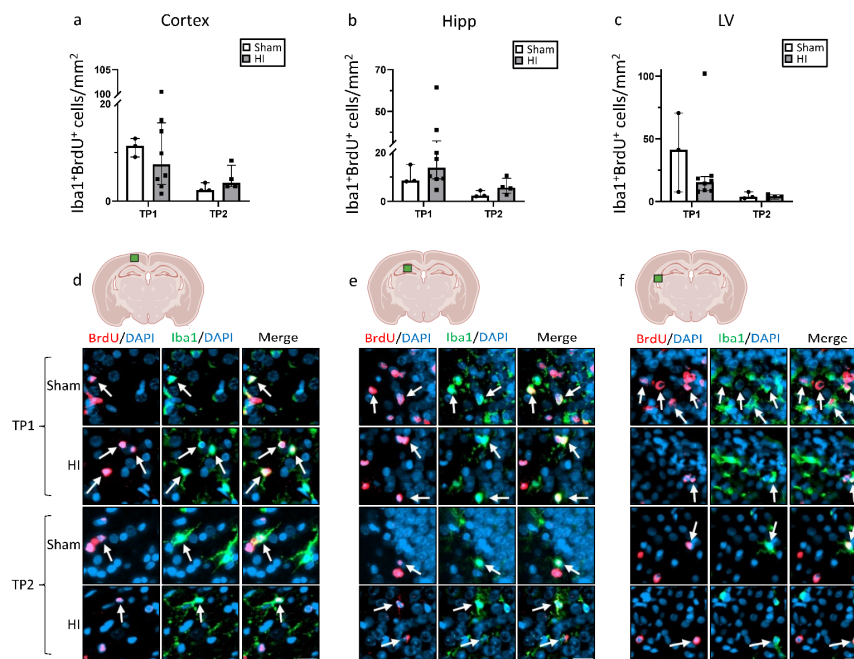 a Cortex
Sham
HI
Iba1+BrdU+ cells/mm2
105
100
20
0
TP1 TP2
b Hipp
Sham
HI
Iba1+BrdU+ cells/mm2
70
50
20
0
TP1 TP2
c LV
Sham
HI
Iba1+BrdU+ cells/mm2
100
50
0
TP1 TP2
d
BrdU/DAPI Iba1/DAPI Merge
e
BrdU/DAPI Iba1/DAPI Merge
f
BrdU/DAPI Iba1/DAPI Merge
TP1
Sham
HI
TP2
Sham
HI